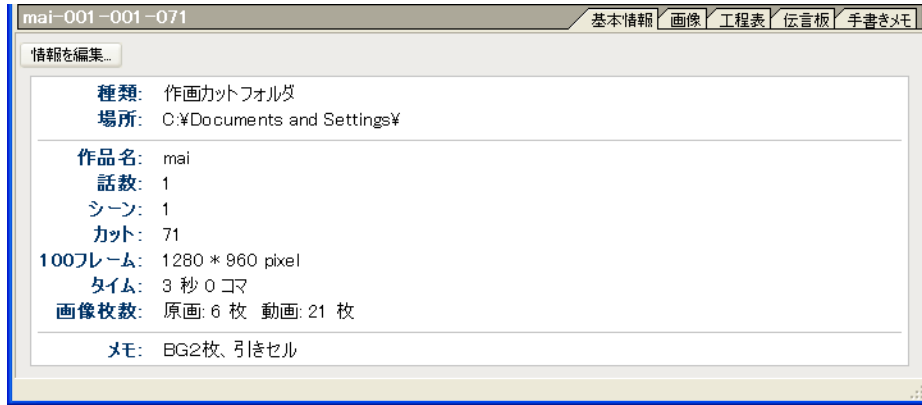 mai-001-001-071 基本情報 画像 工程表 伝言板 手書きメモ
情報を編集...
種類: 作画カットフォルダ
場所: C:¥Documents and Settings¥
作品名: mai
話数: 1
シーン: 1
カット: 71
100フレーム: 1280 * 960 pixel
タイム: 3 秒 0 コマ
画像枚数: 原画: 6 枚 動画: 21 枚
メモ: BG2枚、引きセル